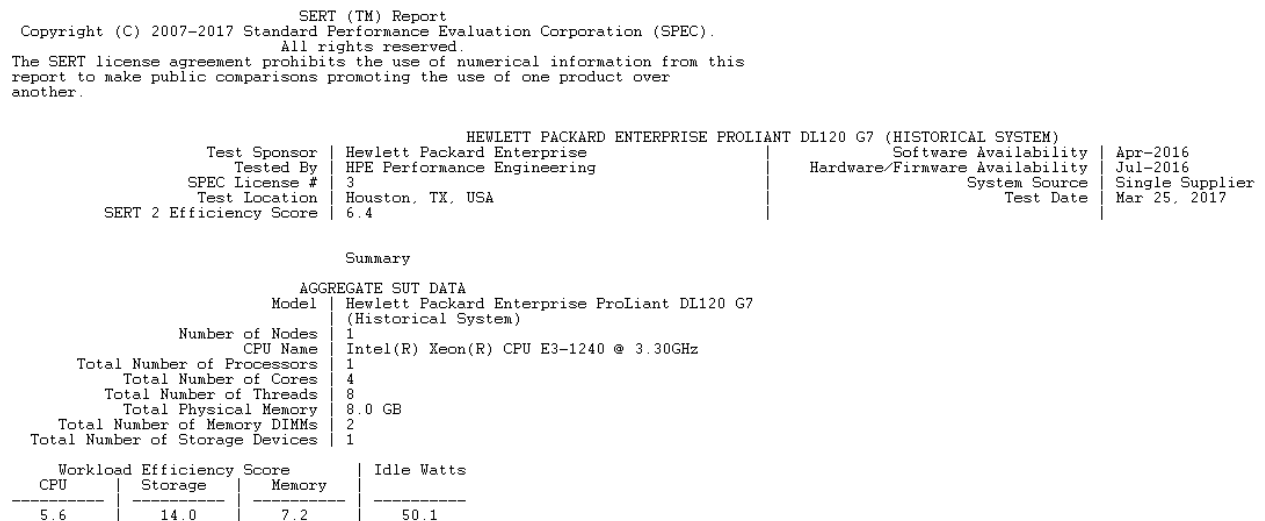 SERT (TM) Report
Copyright (C) 2007-2017 Standard Performance Evaluation Corporation (SPEC).
All rights reserved.
The SERT license agreement prohibits the use of numerical information from this
report to make public comparisons promoting the use of one product over
another.
HEWLETT PACKARD ENTERPRISE PROLIANT DL120 G7 (HISTORICAL SYSTEM)
Test Sponsor | Hewlett Packard Enterprise | Software Availability | Apr-2016
Tested By | HPE Performance Engineering | Hardware/Firmware Availability | Jul-2016
SPEC License # | 3 | System Source | Single Supplier
Test Location | Houston, TX, USA | Test Date | Mar 25, 2017
SERT 2 Efficiency Score | 6.4 | |
Summary
AGGREGATE SUT DATA
Model | Hewlett Packard Enterprise ProLiant DL120 G7
| (Historical System)
Number of Nodes | 1
CPU Name | Intel(R) Xeon(R) CPU E3-1240 @ 3.30GHz
Total Number of Processors | 1
Total Number of Cores | 4
Total Number of Threads | 8
Total Physical Memory | 8.0 GB
Total Number of Memory DIMMs | 2
Total Number of Storage Devices | 1
Workload Efficiency Score | Idle Watts
CPU | Storage | Memory |
---------- | ---------- | ---------- | ----------
5.6 | 14.0 | 7.2 | 50.1